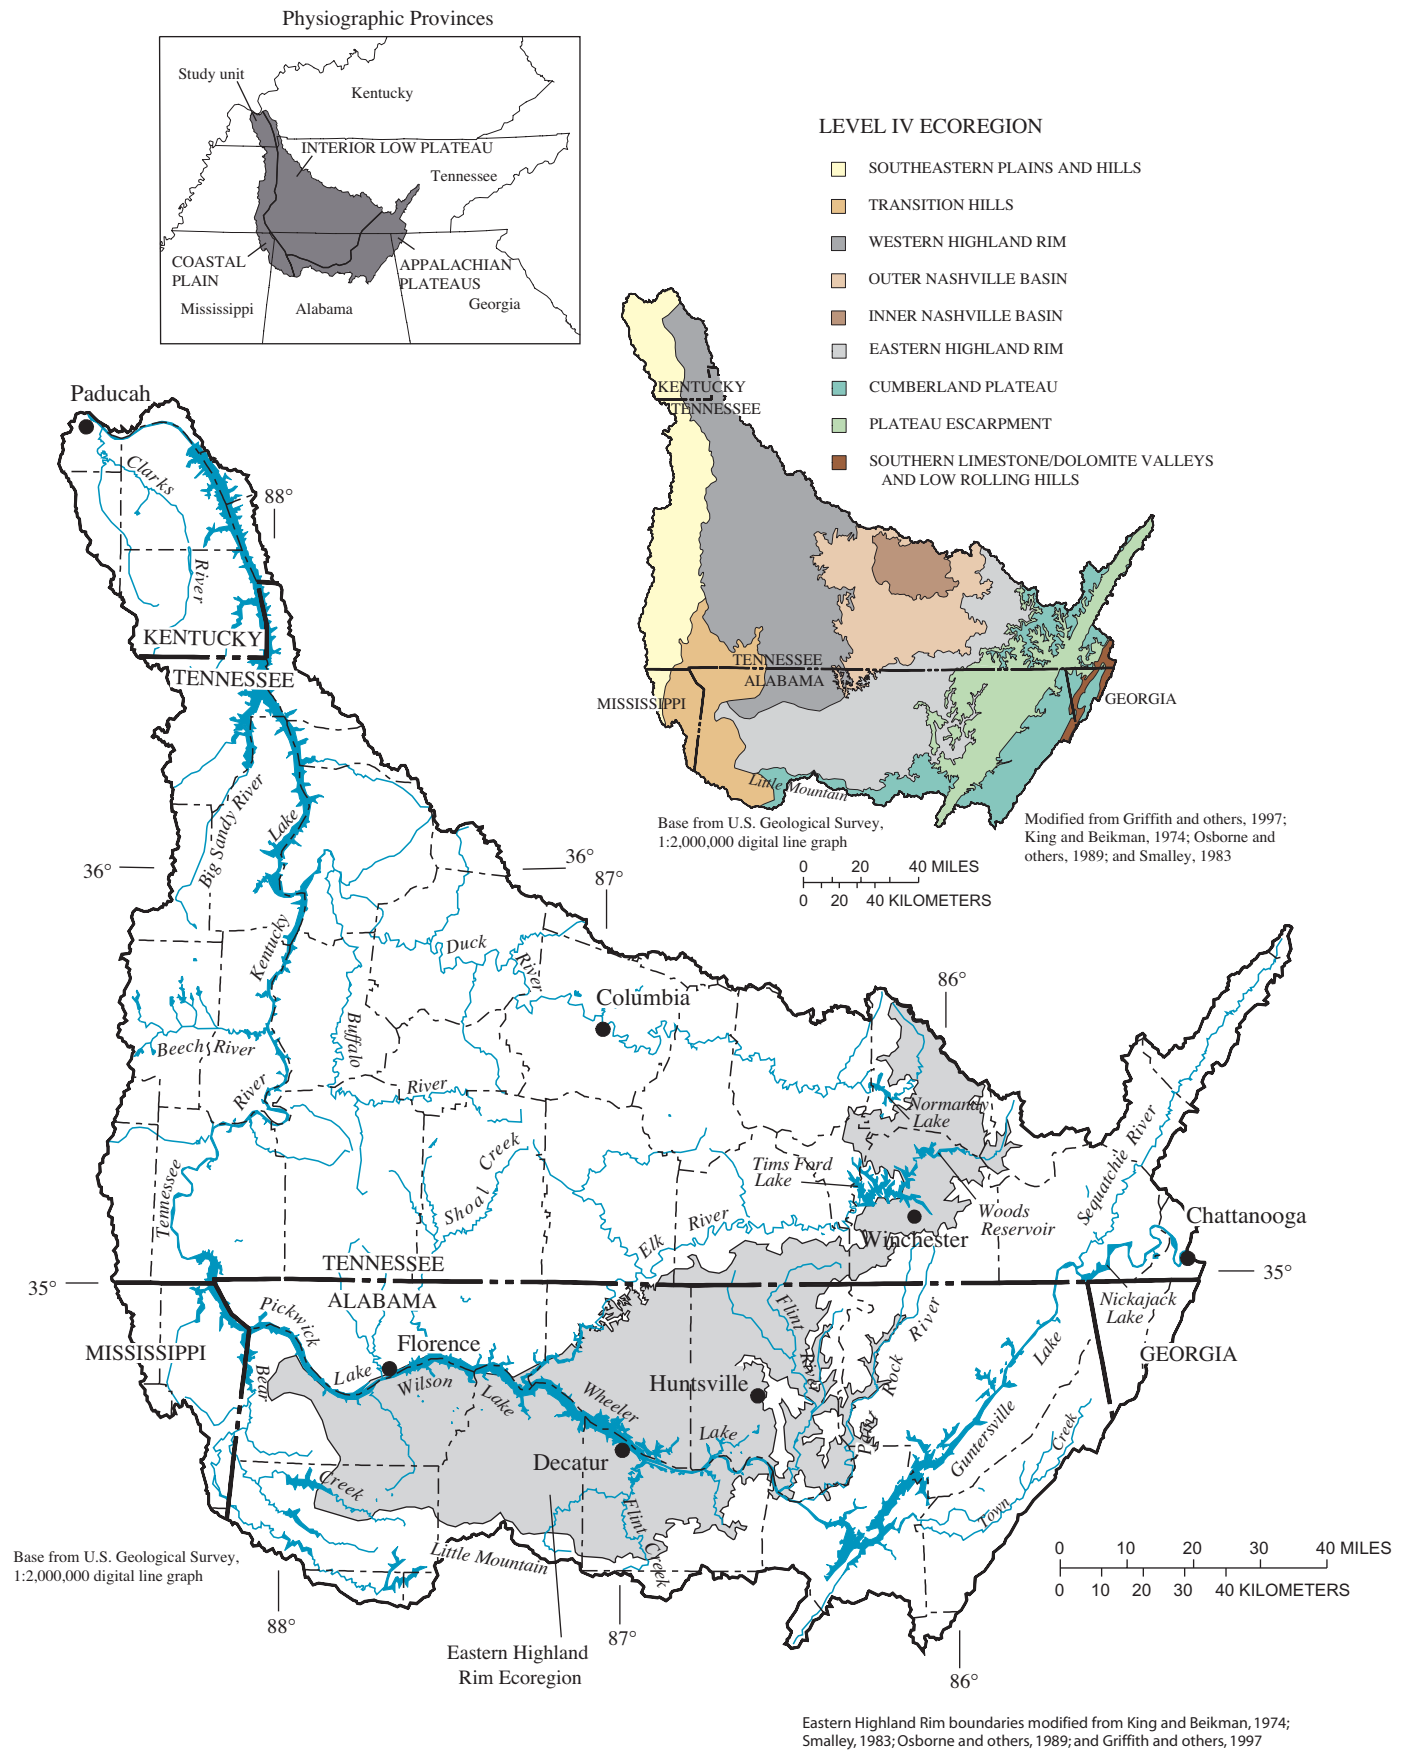 Physiographic Provinces
Study unit
Kentucky
INTERIOR LOW PLATEAU
Tennessee
COASTAL
PLAIN
APPALACHIAN
PLATEAUS
Mississippi
Alabama
Georgia
LEVEL IV ECOREGION
SOUTHEASTERN PLAINS AND HILLS
TRANSITION HILLS
WESTERN HIGHLAND RIM
OUTER NASHVILLE BASIN
INNER NASHVILLE BASIN
EASTERN HIGHLAND RIM
CUMBERLAND PLATEAU
PLATEAU ESCARPMENT
SOUTHERN LIMESTONE/DOLOMITE VALLEYS
AND LOW ROLLING HILLS
KENTUCKY
TENNESSEE
TENNESSEE
ALABAMA
MISSISSIPPI
GEORGIA
Little Mountain
Base from U.S. Geological Survey,
1:2,000,000 digital line graph
Modified from Griffith and others, 1997;
King and Beikman, 1974; Osborne and
others, 1989; and Smalley, 1983
0 20 40 MILES
0 20 40 KILOMETERS
Paducah
Clarks
River
88°
KENTUCKY
TENNESSEE
Big Sandy River
Lake
Kentucky
36°
36°
87°
Duck
River
Columbia
86°
Buffalo
River
Beech River
River
Tennessee
Creek
Shoal
Normandy
Lake
Tims Ford
Lake
Woods
Reservoir
Winchester
Elk
River
Sequatchie River
Chattanooga
35°
35°
TENNESSEE
ALABAMA
Nickajack
Lake
GEORGIA
MISSISSIPPI
Pickwick
Lake
Florence
Wilson
Lake
Wheeler
Lake
Huntsville
Decatur
Flint
River
Paint
Rock
River
Guntersville
Lake
Town
Creek
Bear
Creek
Flint
Creek
Little Mountain
Base from U.S. Geological Survey,
1:2,000,000 digital line graph
0 10 20 30 40 MILES
0 10 20 30 40 KILOMETERS
88°
87°
86°
Eastern Highland
Rim Ecoregion
Eastern Highland Rim boundaries modified from King and Beikman, 1974;
Smalley, 1983; Osborne and others, 1989; and Griffith and others, 1997